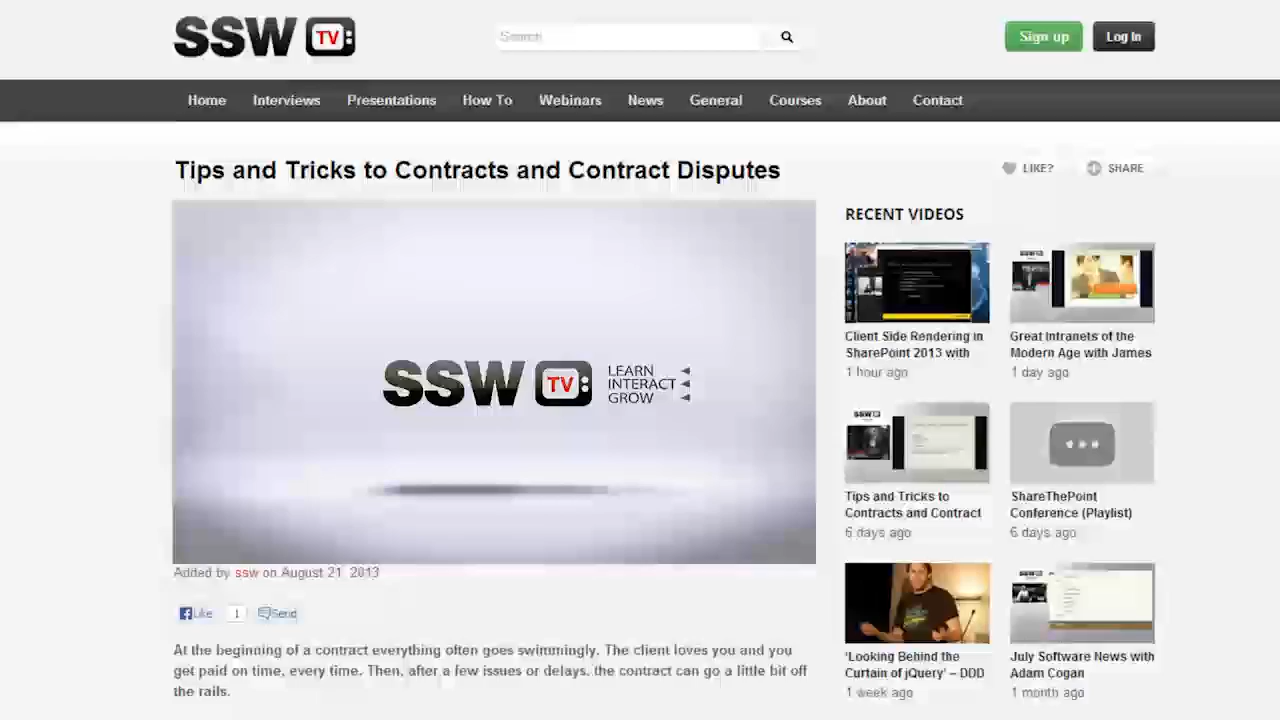 SSW TV
Search
Sign up
Log In
Home Interviews Presentations How To Webinars News General Courses About Contact
Tips and Tricks to Contracts and Contract Disputes
LIKE?
SHARE
SSW TV
LEARN
INTERACT
GROW
Added by ssw on August 21, 2013
Like 1 Send
At the beginning of a contract everything often goes swimmingly. The client loves you and you
get paid on time, every time. Then, after a few issues or delays, the contract can go a little bit off
the rails.
RECENT VIDEOS
Client Side Rendering in
SharePoint 2013 with
1 hour ago
Great Intranets of the
Modern Age with James
1 day ago
Tips and Tricks to
Contracts and Contract
6 days ago
ShareThePoint
Conference (Playlist)
6 days ago
'Looking Behind the
Curtain of jQuery' – DDD
1 week ago
July Software News with
Adam Cogan
1 month ago